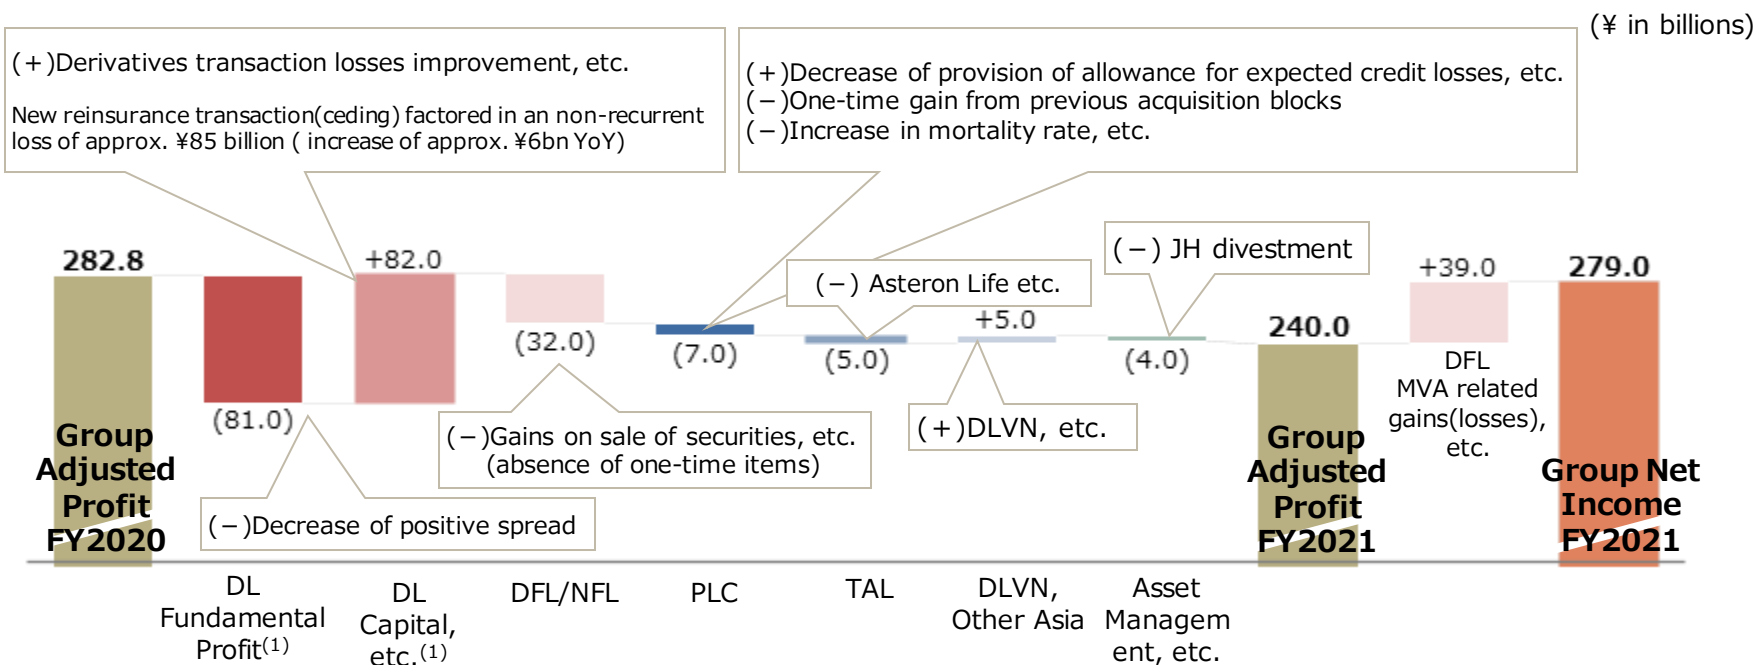 (¥ in billions)
(+)Derivatives transaction losses improvement, etc.
New reinsurance transaction(ceding) factored in an non-recurrent
loss of approx. ¥85 billion ( increase of approx. ¥6bn YoY)
(+)Decrease of provision of allowance for expected credit losses, etc.
(−)One-time gain from previous acquisition blocks
(−)Increase in mortality rate, etc.
(−) JH divestment
(−) Asteron Life etc.
282.8
+82.0
+39.0
279.0
+5.0
240.0
(32.0)
(7.0)
(5.0)
(4.0)
(81.0)
DFL
MVA related
gains(losses),
etc.
(−)Gains on sale of securities, etc.
(absence of one-time items)
(+)DLVN, etc.
(−)Decrease of positive spread
Group
Adjusted
Profit
FY2020
Group
Adjusted
Profit
FY2021
Group Net
Income
FY2021
DL
Fundamental
Profit(1)
DL
Capital,
etc.(1)
DFL/NFL
PLC
TAL
DLVN,
Other Asia
Asset
Managem
ent, etc.